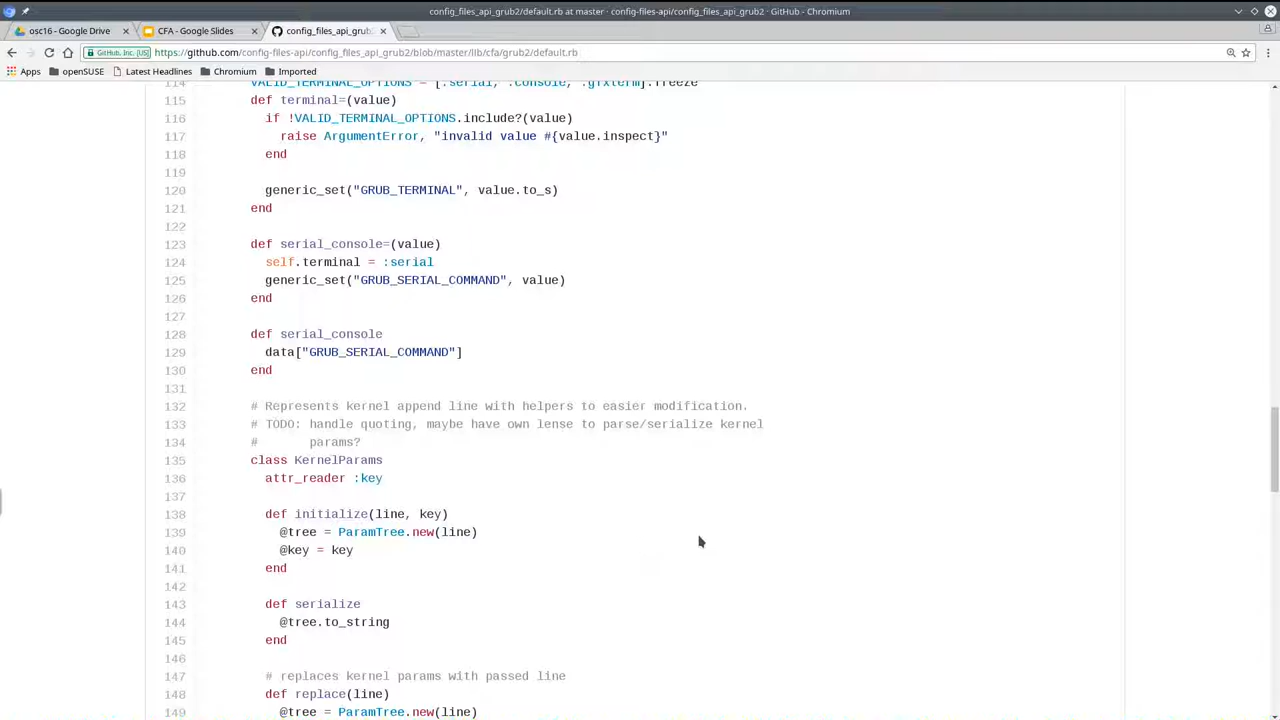 config_files_api_grub2/default.rb at master · config-files-api/config_files_api_grub2 · GitHub - Chromium
osc16 - Google Drive
CFA - Google Slides
config_files_api_grub2
GitHub, Inc. [US]
https://github.com/config-files-api/config_files_api_grub2/blob/master/lib/cfa/grub2/default.rb
Apps openSUSE Latest Headlines Chromium Imported
114 VALID_TERMINAL_OPTIONS = [:serial, :console, :gfxterm].freeze
115 def terminal=(value)
116 if !VALID_TERMINAL_OPTIONS.include?(value)
117 raise ArgumentError, "invalid value #{value.inspect}"
118 end
119
120 generic_set("GRUB_TERMINAL", value.to_s)
121 end
122
123 def serial_console=(value)
124 self.terminal = :serial
125 generic_set("GRUB_SERIAL_COMMAND", value)
126 end
127
128 def serial_console
129 data["GRUB_SERIAL_COMMAND"]
130 end
131
132 # Represents kernel append line with helpers to easier modification.
133 # TODO: handle quoting, maybe have own lense to parse/serialize kernel
134 # params?
135 class KernelParams
136 attr_reader :key
137
138 def initialize(line, key)
139 @tree = ParamTree.new(line)
140 @key = key
141 end
142
143 def serialize
144 @tree.to_string
145 end
146
147 # replaces kernel params with passed line
148 def replace(line)
149 @tree = ParamTree.new(line)